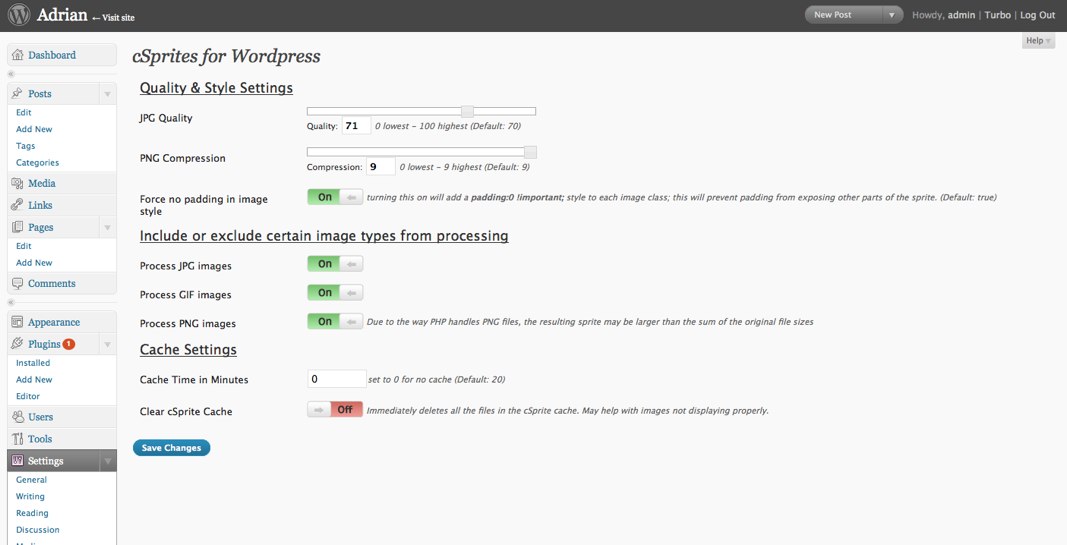 Adrian ← Visit site
New Post
Howdy, admin | Turbo | Log Out
Help
Dashboard
Posts
Edit
Add New
Tags
Categories
Media
Links
Pages
Edit
Add New
Comments
Appearance
Plugins 1
Installed
Add New
Editor
Users
Tools
Settings
General
Writing
Reading
Discussion
cSprites for Wordpress
Quality & Style Settings
JPG Quality
Quality: 71 0 lowest – 100 highest (Default: 70)
PNG Compression
Compression: 9 0 lowest – 9 highest (Default: 9)
Force no padding in image
style
On turning this on will add a padding:0 !important; style to each image class; this will prevent padding from exposing other parts of the sprite. (Default: true)
Include or exclude certain image types from processing
Process JPG images On
Process GIF images On
Process PNG images On Due to the way PHP handles PNG files, the resulting sprite may be larger than the sum of the original file sizes
Cache Settings
Cache Time in Minutes 0 set to 0 for no cache (Default: 20)
Clear cSprite Cache Off Immediately deletes all the files in the cSprite cache. May help with images not displaying properly.
Save Changes